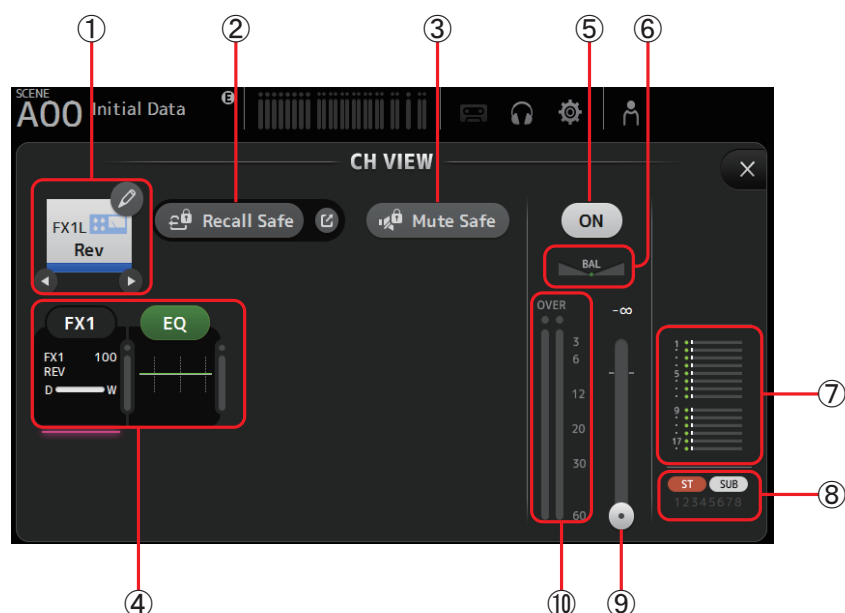 ① ② ③ ⑤ ⑥
SCENE
A00 Initial Data E
CH VIEW
FX1L
Rev
Recall Safe
Mute Safe
ON
BAL
FX1
EQ
FX1 100
REV
D W
OVER
-∞
3
6
12
20
30
60
1
5
9
17
⑦
ST SUB
12345678
⑧
④ ⑩ ⑨